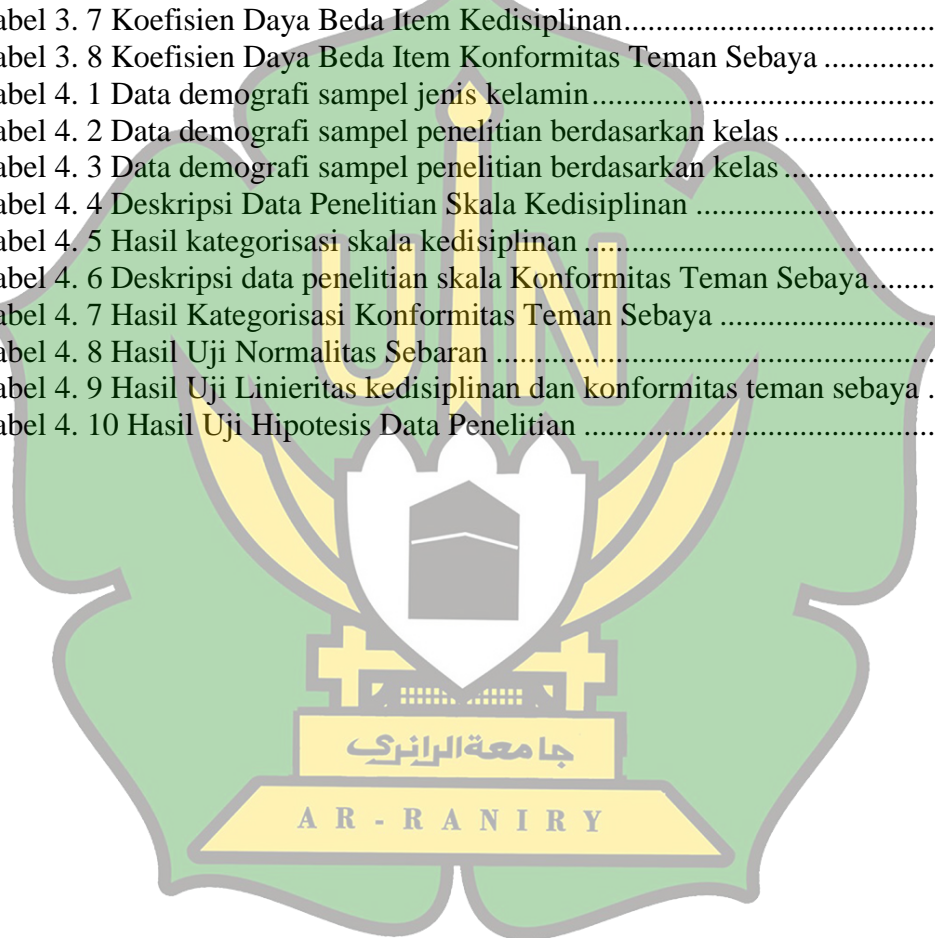 abel 3. 7 Koefisien Daya Beda Item Kedisiplinan.......................................
abel 3. 8 Koefisien Daya Beda Item Konformitas Teman Sebaya ..............
abel 4. 1 Data demografi sampel jenis kelamin...........................................
abel 4. 2 Data demografi sampel penelitian berdasarkan kelas ...................
abel 4. 3 Data demografi sampel penelitian berdasarkan kelas ...................
abel 4. 4 Deskripsi Data Penelitian Skala Kedisiplinan ..............................
abel 4. 5 Hasil kategorisasi skala kedisiplinan ............................................
abel 4. 6 Deskripsi data penelitian skala Konformitas Teman Sebaya........
abel 4. 7 Hasil Kategorisasi Konformitas Teman Sebaya ...........................
abel 4. 8 Hasil Uji Normalitas Sebaran .......................................................
abel 4. 9 Hasil Uji Linieritas kedisiplinan dan konformitas teman sebaya .
abel 4. 10 Hasil Uji Hipotesis Data Penelitian ............................................
UIN
جامعةالرانري
AR-RANIRY